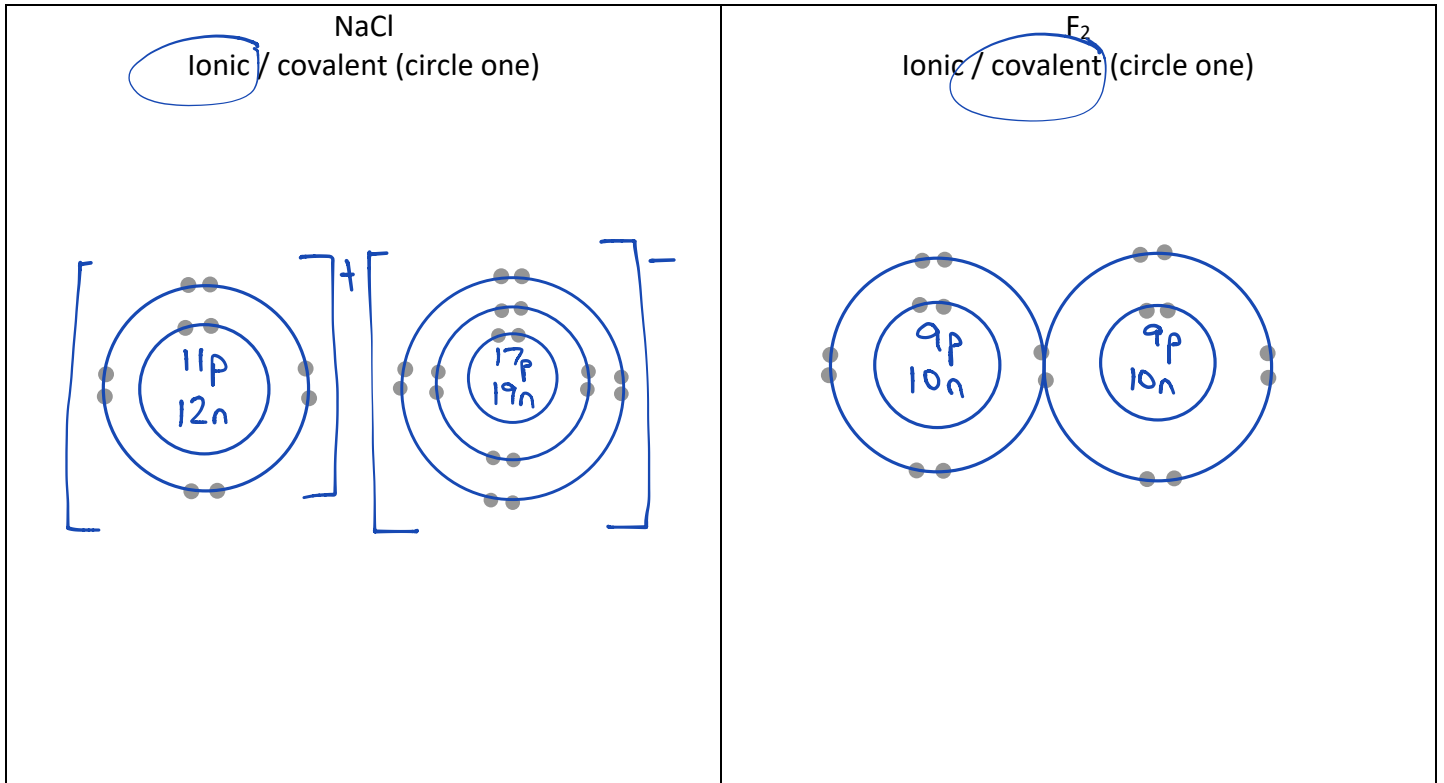 NaCl
Ionic / covalent (circle one)
+
−
11p
12n
17p
19n
F₂
Ionic / covalent (circle one)
9p
10n
9p
10n